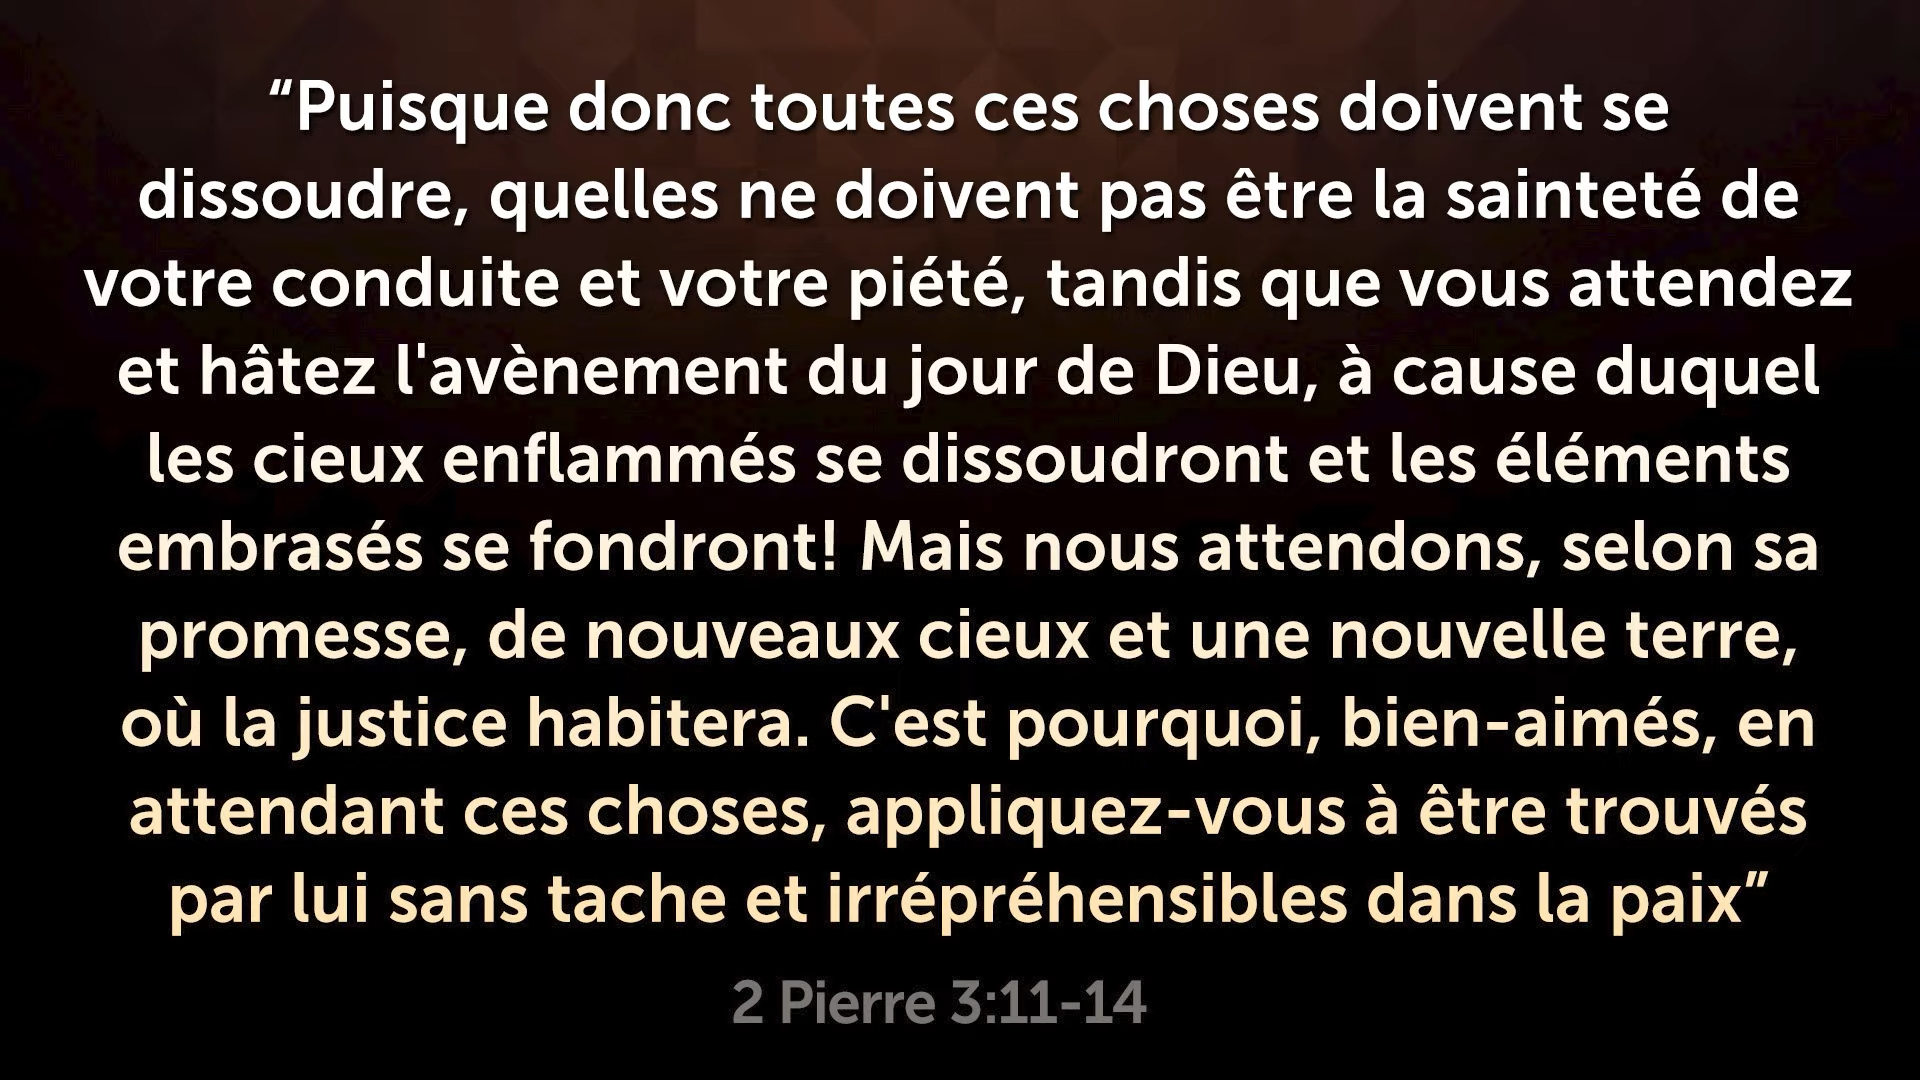 “Puisque donc toutes ces choses doivent se
dissoudre, quelles ne doivent pas être la sainteté de
votre conduite et votre piété, tandis que vous attendez
et hâtez l'avènement du jour de Dieu, à cause duquel
les cieux enflammés se dissoudront et les éléments
embrasés se fondront! Mais nous attendons, selon sa
promesse, de nouveaux cieux et une nouvelle terre,
où la justice habitera. C'est pourquoi, bien-aimés, en
attendant ces choses, appliquez-vous à être trouvés
par lui sans tache et irrépréhensibles dans la paix”
2 Pierre 3:11-14